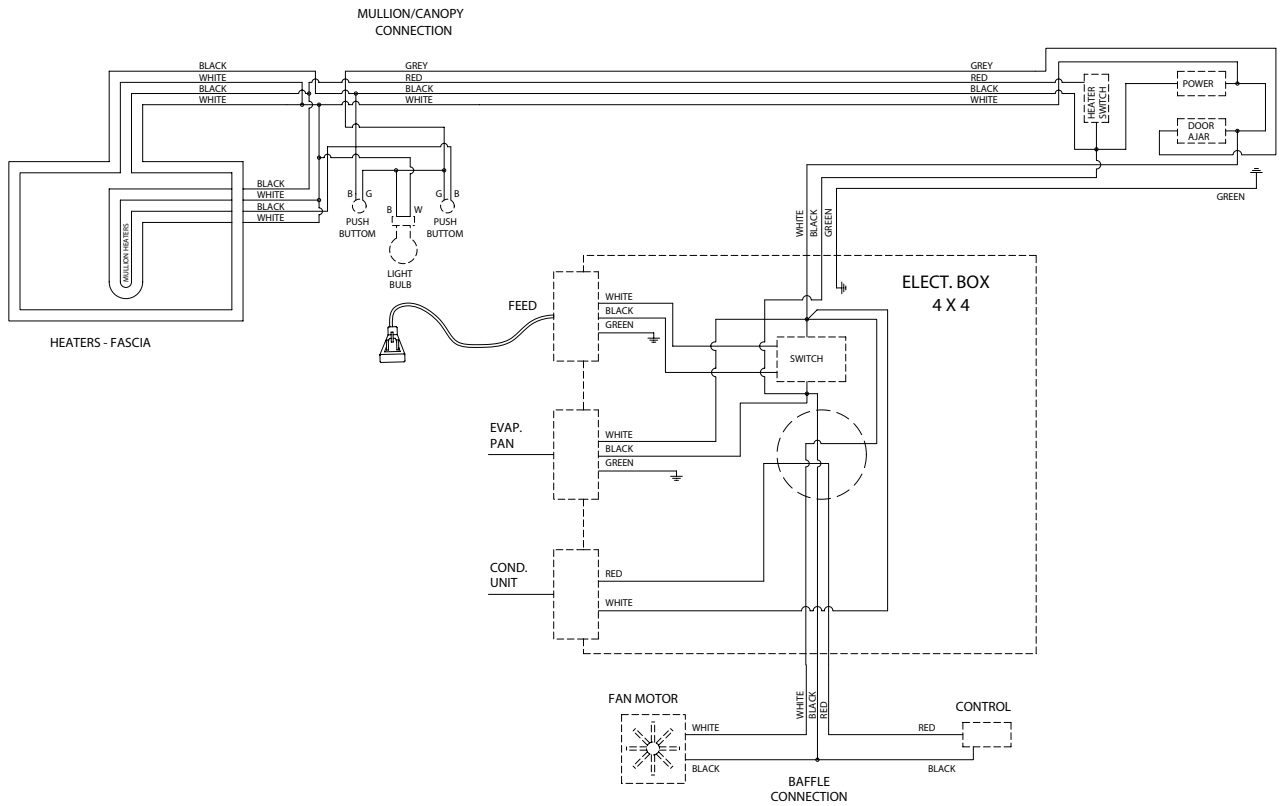 MULLION/CANOPY
CONNECTION
BLACK
WHITE
BLACK
WHITE
GREY
RED
BLACK
WHITE
GREY
RED
BLACK
WHITE
HEATER
SWITCH
POWER
DOOR
AJAR
BLACK
WHITE
BLACK
WHITE
MULLION HEATERS
HEATERS - FASCIA
B G
PUSH
BUTTOM
B W
LIGHT
BULB
G B
PUSH
BUTTOM
WHITE
BLACK
GREEN
GREEN
ELECT. BOX
4 X 4
FEED
WHITE
BLACK
GREEN
SWITCH
EVAP.
PAN
WHITE
BLACK
GREEN
COND.
UNIT
RED
WHITE
FAN MOTOR
WHITE
BLACK
WHITE
BLACK
RED
CONTROL
RED
BLACK
BAFFLE
CONNECTION